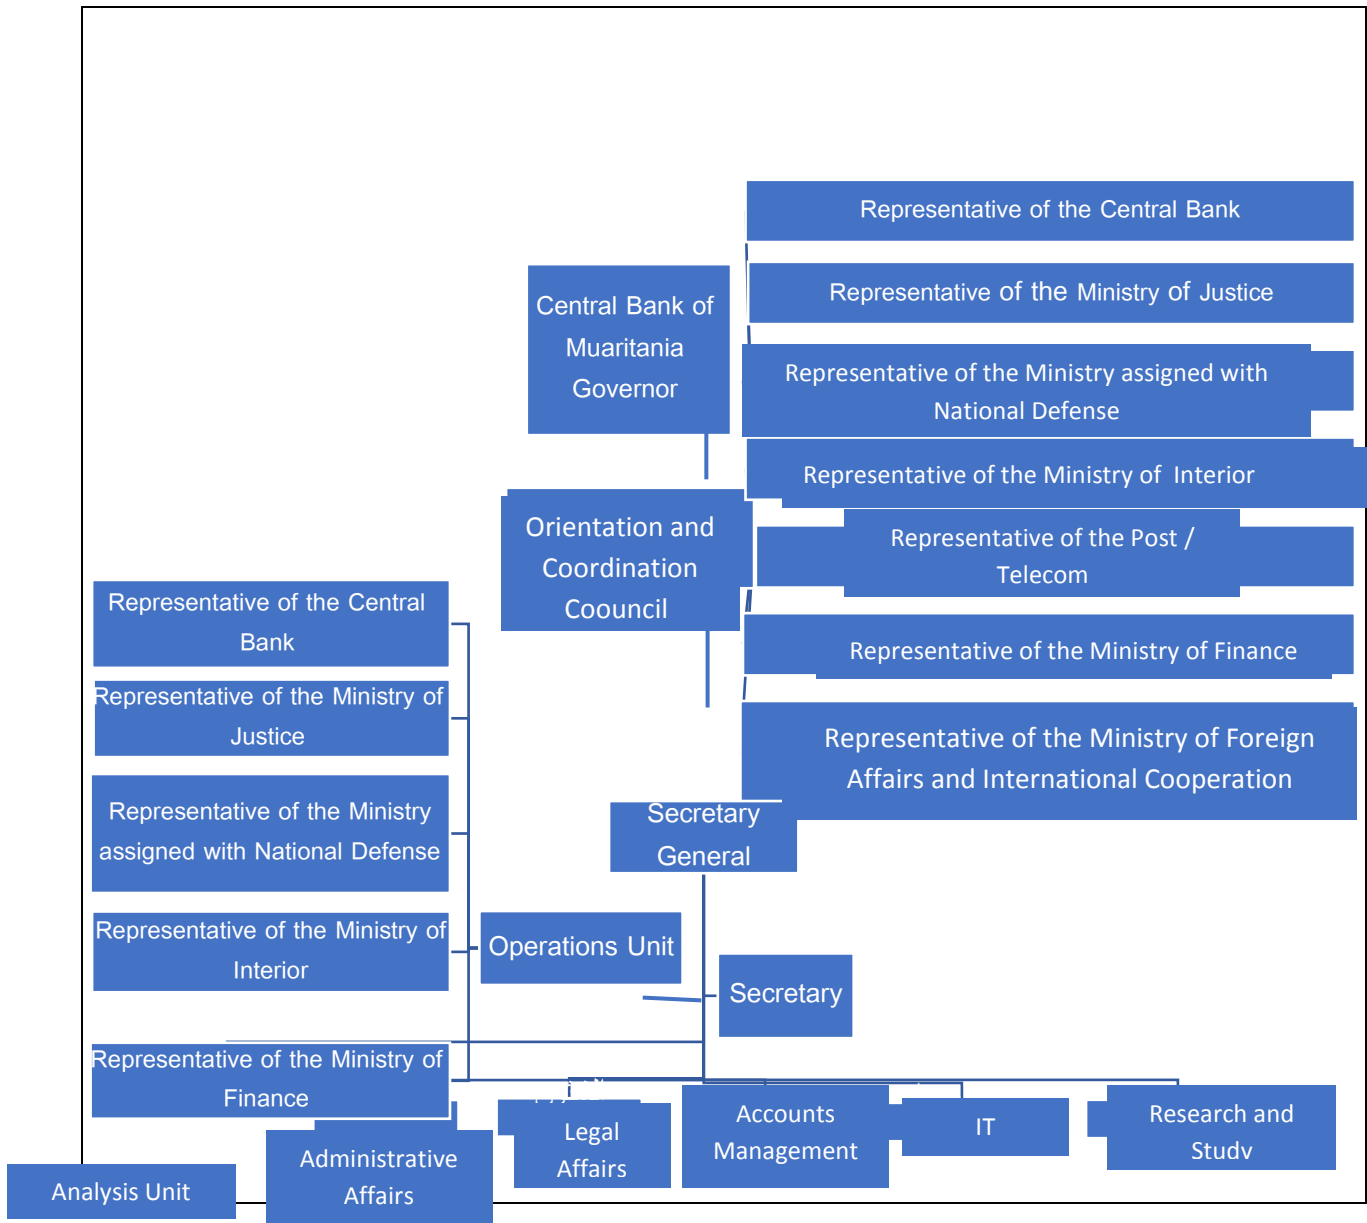 Representative of the Central Bank
Central Bank of
Muaritania
Governor
Representative of the Ministry of Justice
Representative of the Ministry assigned with
National Defense
Representative of the Ministry of Interior
Orientation and
Coordination
Coouncil
Representative of the Post /
Telecom
Representative of the Ministry of Finance
Representative of the Ministry of Foreign
Affairs and International Cooperation
Representative of the Central
Bank
Representative of the Ministry of
Justice
Representative of the Ministry
assigned with National Defense
Representative of the Ministry of
Interior
Representative of the Ministry of
Finance
Secretary
General
Operations Unit
Secretary
Analysis Unit
Administrative
Affairs
Legal
Affairs
Accounts
Management
IT
Research and
Study